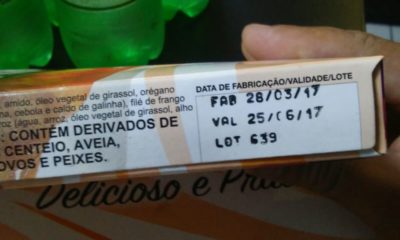 amido, óleo vegetal de girassol, orégano
cebola e caldo de galinha), filé de frango
(água, arroz, óleo vegetal de girassol, alho
CONTÉM DERIVADOS DE
CENTEIO, AVEIA,
OVOS E PEIXES.
DATA DE FABRICAÇÃO/VALIDADE/LOTE
FAB 28/03/17
VAL 25/06/17
LOT 639
Delicioso e